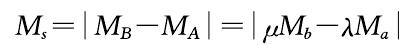 M_s = | M_B − M_A | = | μM_b − λM_a |